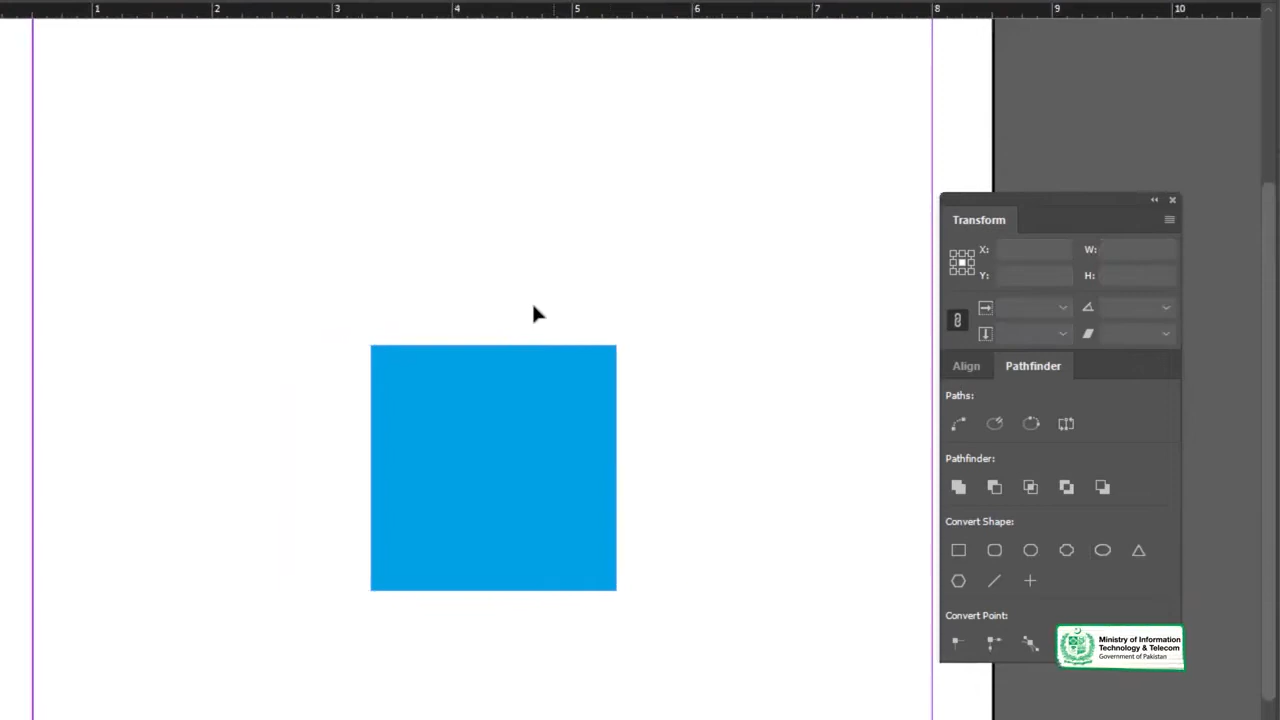 1 2 3 4 5 6 7 8 9 10
Transform
X: W:
Y: H:
Align Pathfinder
Paths:
Pathfinder:
Convert Shape:
Convert Point:
Ministry of Information
Technology & Telecom
Government of Pakistan